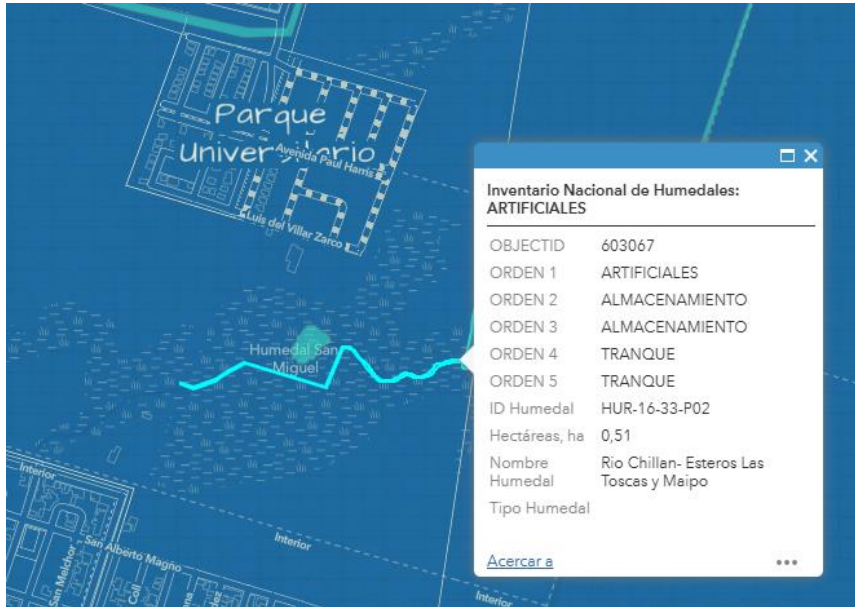 Parque
Universitario
Avenida Paul Harris
Luis del Villar Zarco
Humedal San
Miguel
Interior
San Alberto Magno
Interior
San Melchor
Coll
Interior
Inventario Nacional de Humedales:
ARTIFICIALES
OBJECTID 603067
ORDEN 1 ARTIFICIALES
ORDEN 2 ALMACENAMIENTO
ORDEN 3 ALMACENAMIENTO
ORDEN 4 TRANQUE
ORDEN 5 TRANQUE
ID Humedal HUR-16-33-P02
Hectáreas, ha 0,51
Nombre Rio Chillan- Esteros Las
Humedal Toscas y Maipo
Tipo Humedal
Acercar a